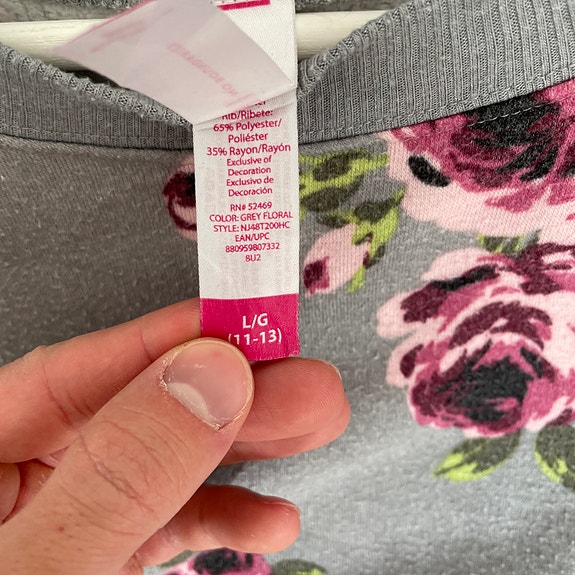 RIB/Ribete:
65% Polyester/
Poliéster
35% Rayon/Rayón
Exclusive of
Decoration
Exclusivo de
Decoración
RN# 52469
COLOR: GREY FLORAL
STYLE: NJ48T200HC
EAN/UPC
880959807332
BU2
L/G
(11-13)